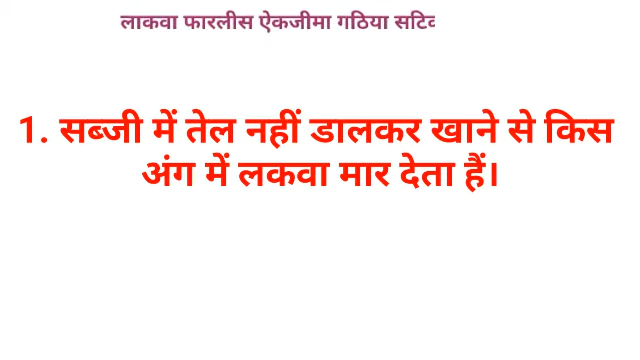 लाकवा फारलीस ऐकजीमा गठिया
1. सब्जी में तेल नहीं डालकर खाने से किस
अंग में लकवा मार देता हैं।